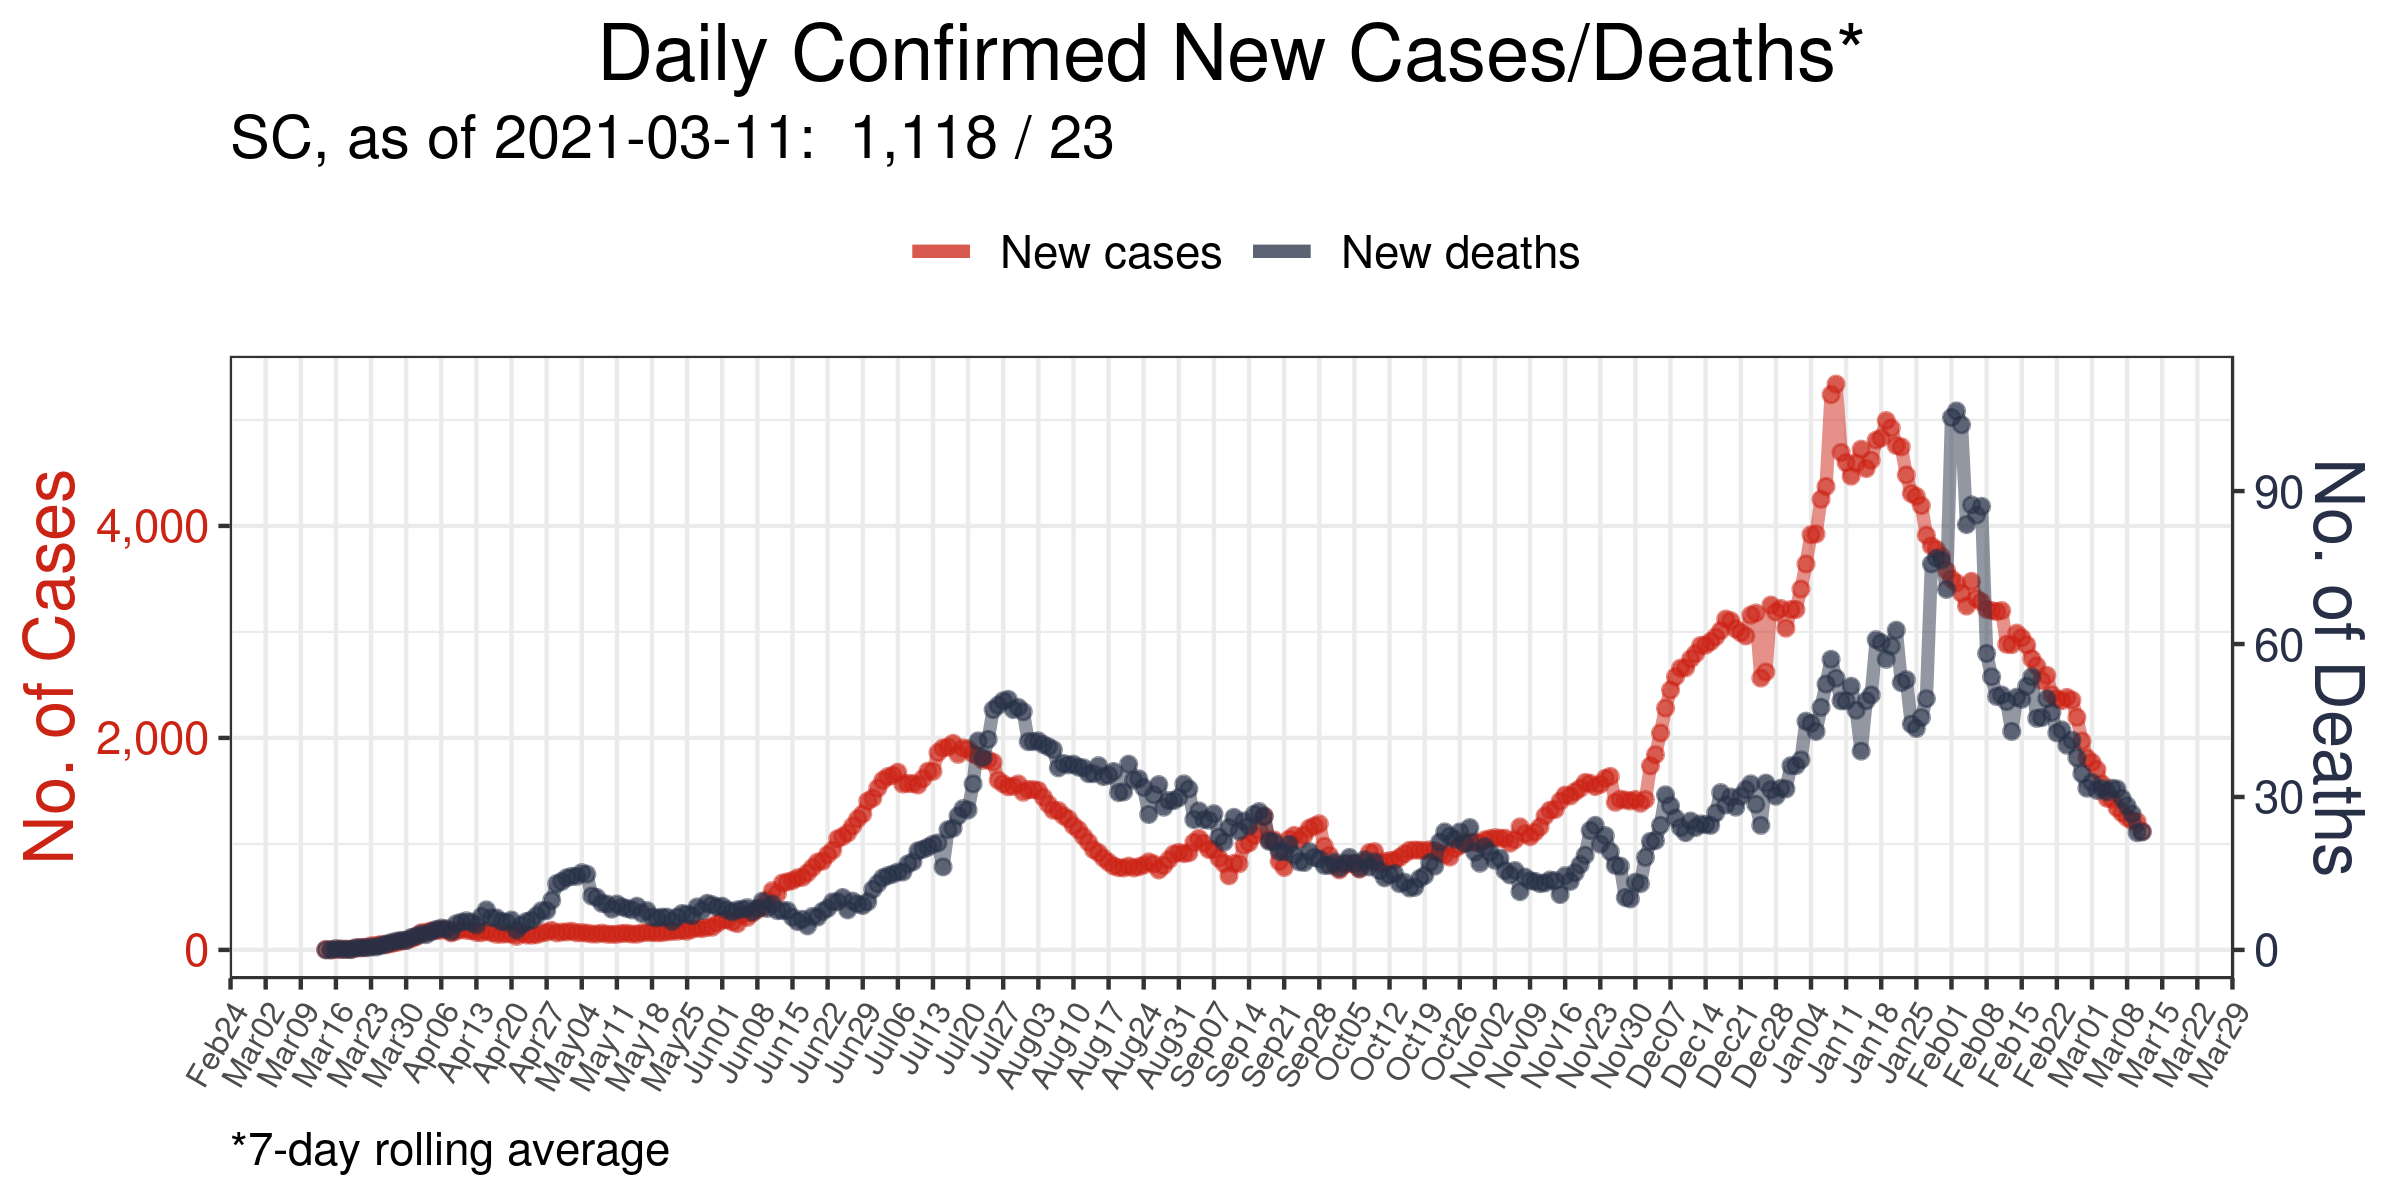 Daily Confirmed New Cases/Deaths*
SC, as of 2021-03-11:  1,118 / 23
New cases New deaths
No. of Cases
4,000
2,000
0
90
60
30
0
No. of Deaths
Feb24 Mar02 Mar09 Mar16 Mar23 Mar30 Apr06 Apr13 Apr20 Apr27 May04 May11 May18 May25 Jun01 Jun08 Jun15 Jun22 Jun29 Jul06 Jul13 Jul20 Jul27 Aug03 Aug10 Aug17 Aug24 Aug31 Sep07 Sep14 Sep21 Sep28 Oct05 Oct12 Oct19 Oct26 Nov02 Nov09 Nov16 Nov23 Nov30 Dec07 Dec14 Dec21 Dec28 Jan04 Jan11 Jan18 Jan25 Feb01 Feb08 Feb15 Feb22 Mar01 Mar08 Mar15 Mar22 Mar29
*7-day rolling average